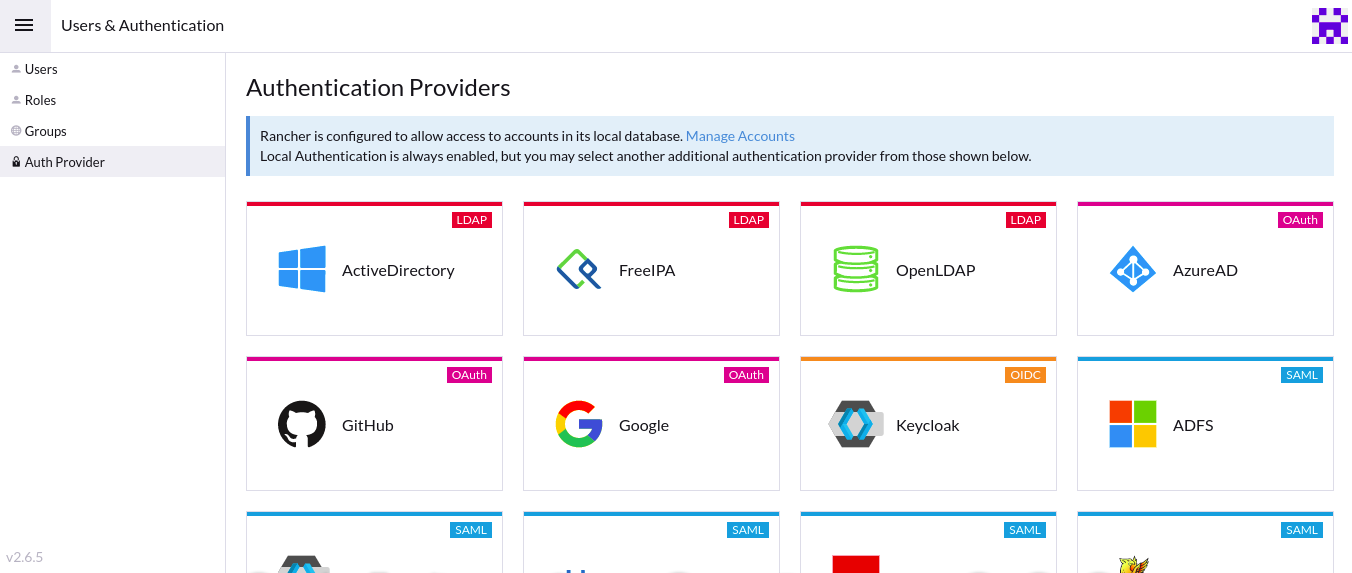 Users & Authentication
Users
Roles
Groups
Auth Provider
Authentication Providers
Rancher is configured to allow access to accounts in its local database. Manage Accounts
Local Authentication is always enabled, but you may select another additional authentication provider from those shown below.
LDAP
ActiveDirectory
LDAP
FreeIPA
LDAP
OpenLDAP
OAuth
AzureAD
OAuth
GitHub
OAuth
Google
OIDC
Keycloak
SAML
ADFS
SAML
SAML
SAML
SAML
v2.6.5